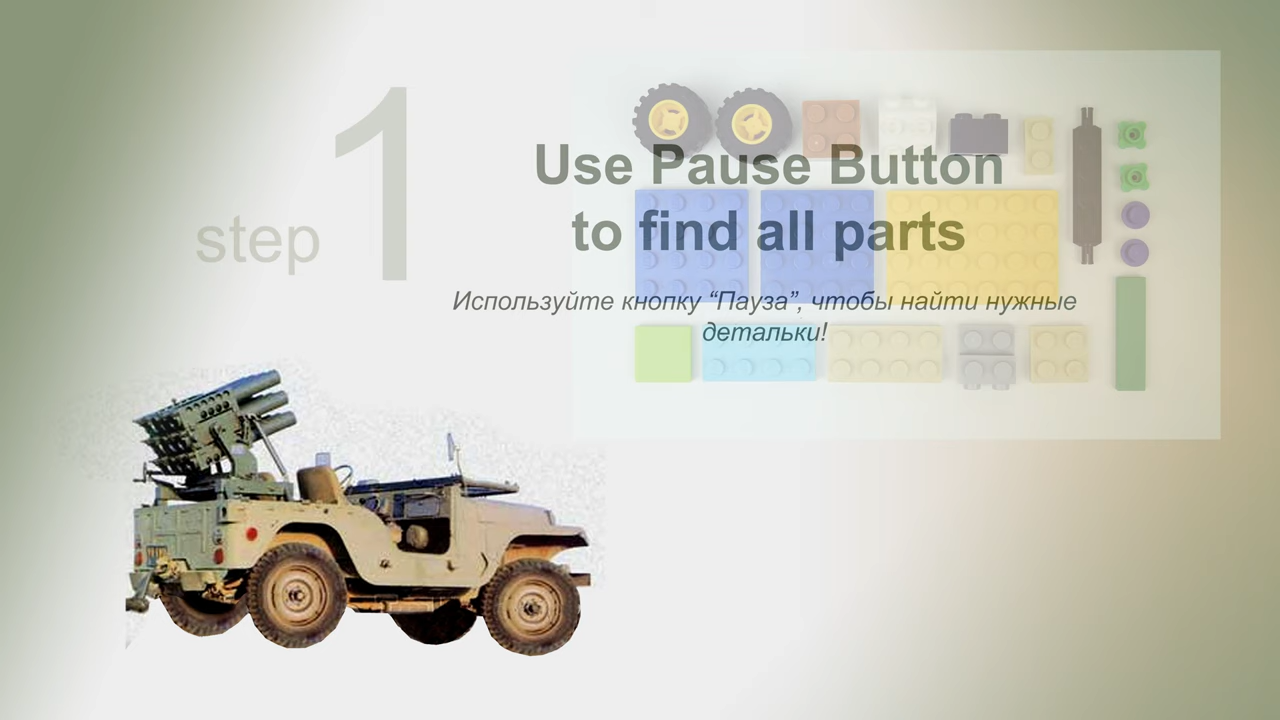 step 1
Use Pause Button
to find all parts
Используйте кнопку “Пауза”, чтобы найти нужные
детальки!